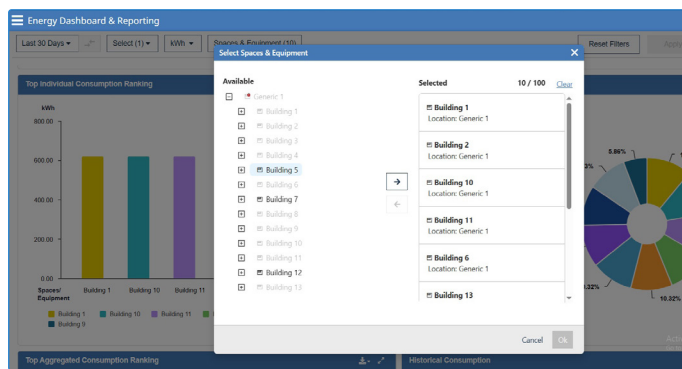 Energy Dashboard & Reporting
Last 30 Days
Select (1)
kWh
Spaces & Equipment (10)
Reset Filters
Apply
Select Spaces & Equipment
Top Individual Consumption Ranking
kWh
800.00
600.00
400.00
200.00
0.00
Spaces/
Equipment
Building 1
Building 10
Building 11
Building 1
Building 10
Building 11
Building 9
Available
Generic 1
Building 1
Building 2
Building 3
Building 4
Building 5
Building 6
Building 7
Building 8
Building 9
Building 10
Building 11
Building 12
Building 13
Selected
10 / 100
Clear
Building 1
Location: Generic 1
Building 2
Location: Generic 1
Building 10
Location: Generic 1
Building 11
Location: Generic 1
Building 6
Location: Generic 1
Building 13
Cancel
Ok
0.86%
3%
.32%
10.32%
Top Aggregated Consumption Ranking
Historical Consumption